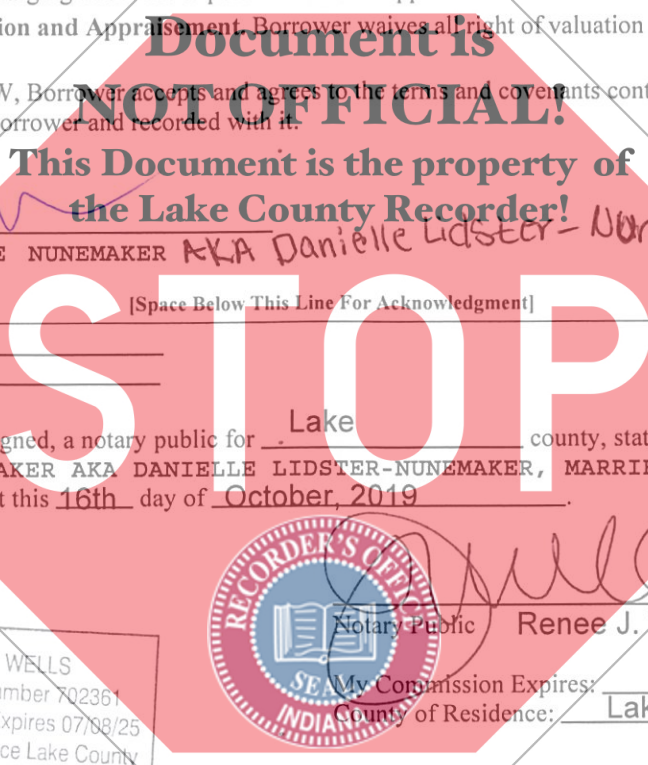 ion and Appraisement. Borrower waives all right of valuation
Document is
W, Borrower accepts and agrees to the terms and covenants cont
NOT OFFICIAL!
orrower and recorded with it.
This Document is the property of
the Lake County Recorder!
E NUNEMAKER AKA Danielle Lidster-Nun
[Space Below This Line For Acknowledgment]
STOP
igned, a notary public for Lake county, stat
AKER AKA DANIELLE LIDSTER-NUNEMAKER, MARRIE
t this 16th day of October, 2019.
RECORDER'S OFFIC
SEAL
INDIANA
Notary Public Renee J.
WELLS
umber 702361
xpires 07/08/25
ce Lake County
My Commission Expires:
County of Residence: Lak